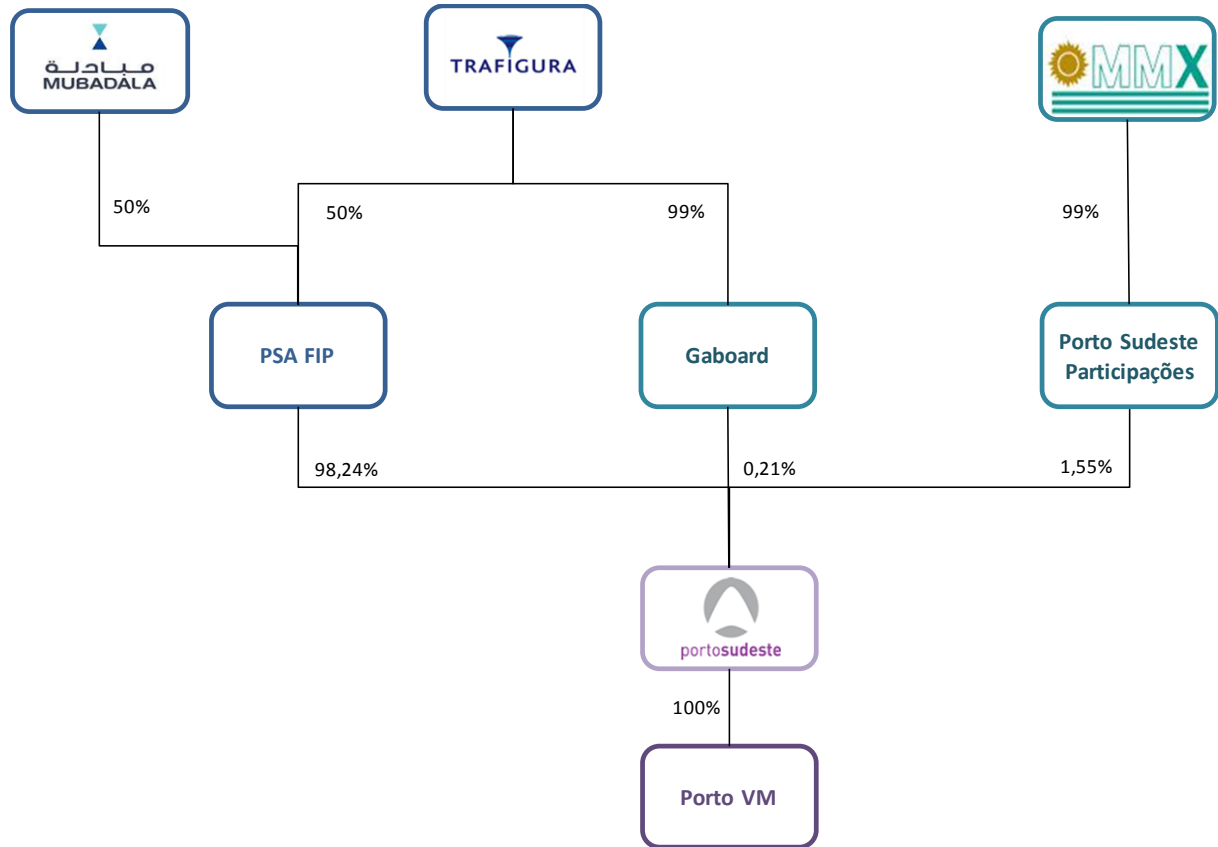 مبادلة
MUBADALA
TRAFIGURA
MMX
50%
50%
99%
99%
PSA FIP
Gaboard
Porto Sudeste
Participações
98,24%
0,21%
1,55%
portosudeste
100%
Porto VM